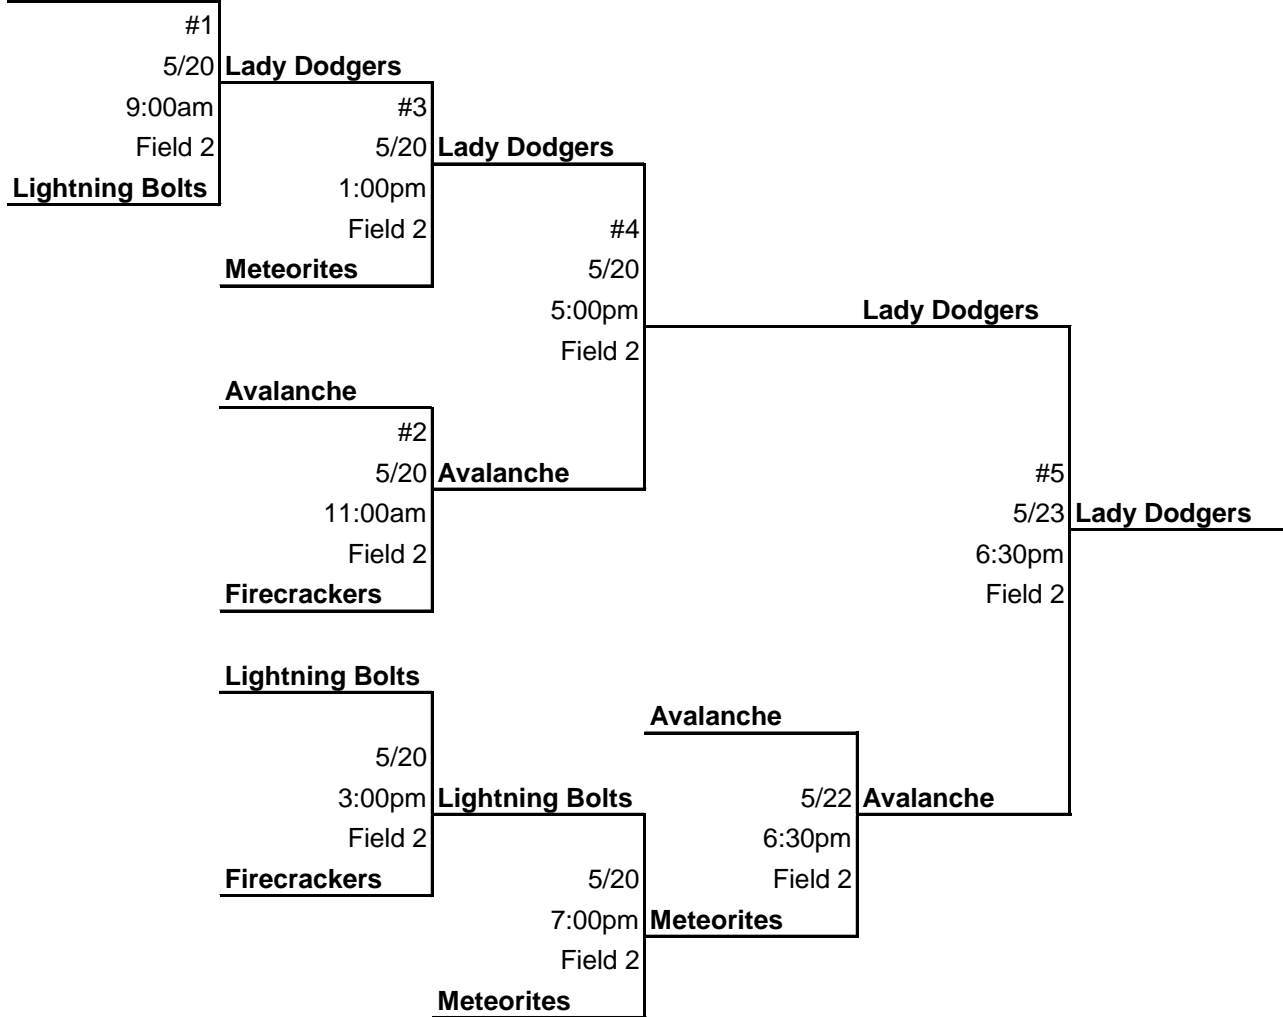 #1
5/20 Lady Dodgers
9:00am #3
Field 2 5/20 Lady Dodgers
Lightning Bolts 1:00pm
Field 2 #4
Meteorites 5/20
5:00pm Lady Dodgers
Field 2
Avalanche
#2
5/20 Avalanche #5
11:00am 5/23 Lady Dodgers
Field 2 6:30pm
Firecrackers Field 2
Lightning Bolts
Avalanche
5/20
3:00pm Lightning Bolts 5/22 Avalanche
Field 2 6:30pm
Firecrackers 5/20 Field 2
7:00pm Meteorites
Field 2
Meteorites